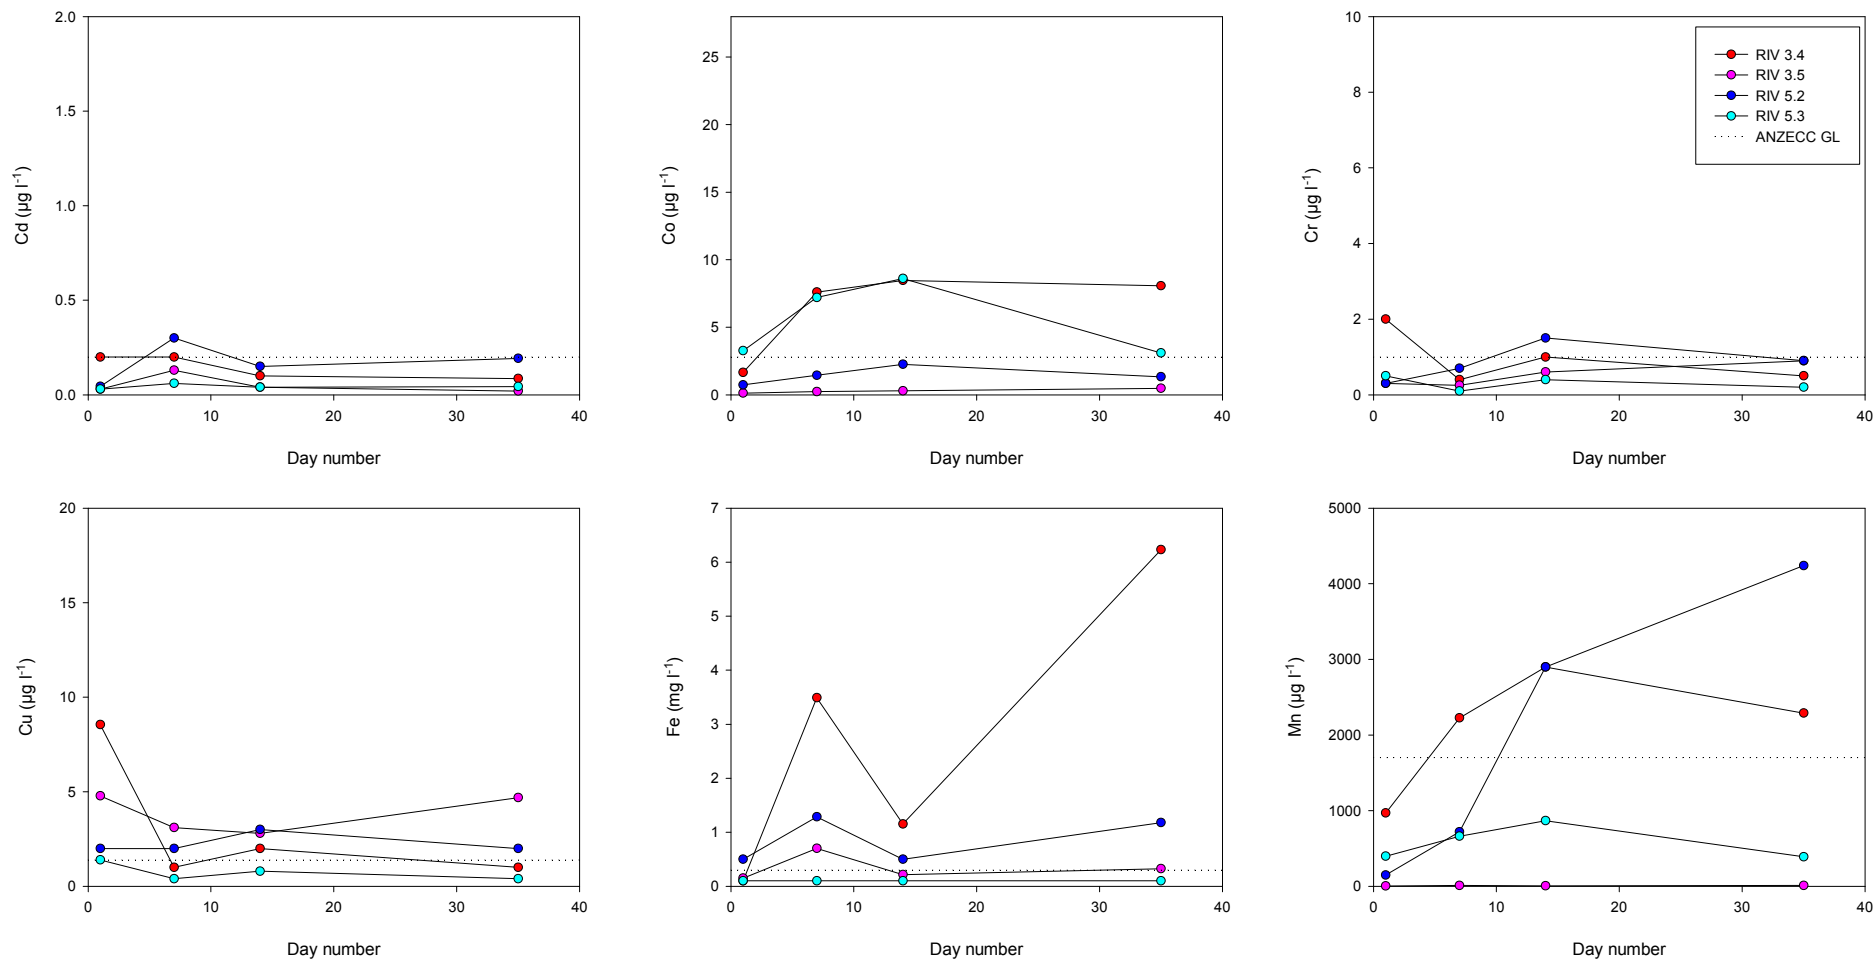 2.0
1.5
1.0
0.5
0.0
Cd (µg l⁻¹)
0 10 20 30 40
Day number
25
20
15
10
5
0
Co (µg l⁻¹)
0 10 20 30 40
Day number
10
8
6
4
2
0
Cr (µg l⁻¹)
RIV 3.4
RIV 3.5
RIV 5.2
RIV 5.3
ANZECC GL
0 10 20 30 40
Day number
20
15
10
5
0
Cu (µg l⁻¹)
0 10 20 30 40
Day number
7
6
5
4
3
2
1
0
Fe (mg l⁻¹)
0 10 20 30 40
Day number
5000
4000
3000
2000
1000
0
Mn (µg l⁻¹)
0 10 20 30 40
Day number